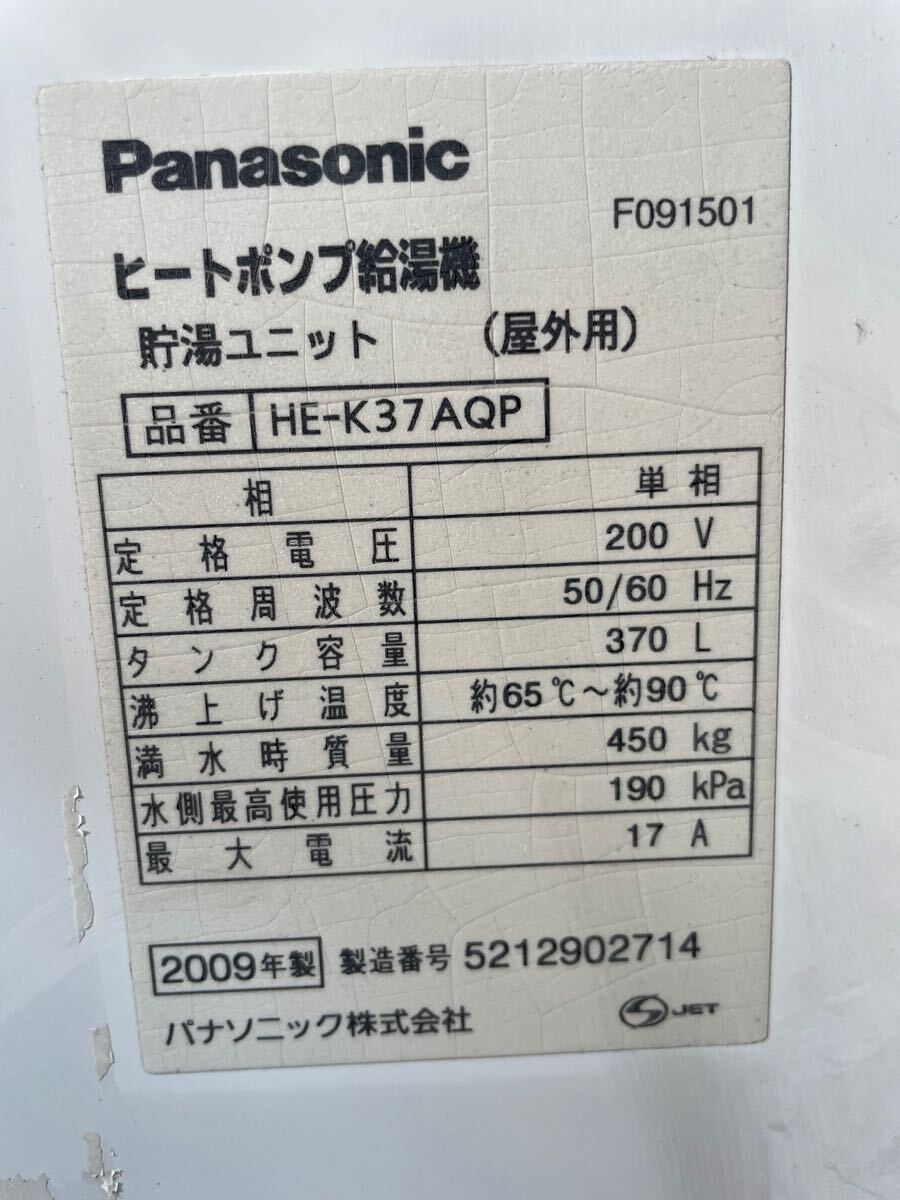 Panasonic
F091501
ヒートポンプ給湯機
貯湯ユニット （屋外用）
品番 HE-K37AQP
相 単相
定格電圧 200 V
定格周波数 50/60 Hz
タンク容量 370 L
沸上げ温度 約65℃～約90℃
満水時質量 450 kg
水側最高使用圧力 190 kPa
最大電流 17 A
2009年製 製造番号 5212902714
パナソニック株式会社
S JET